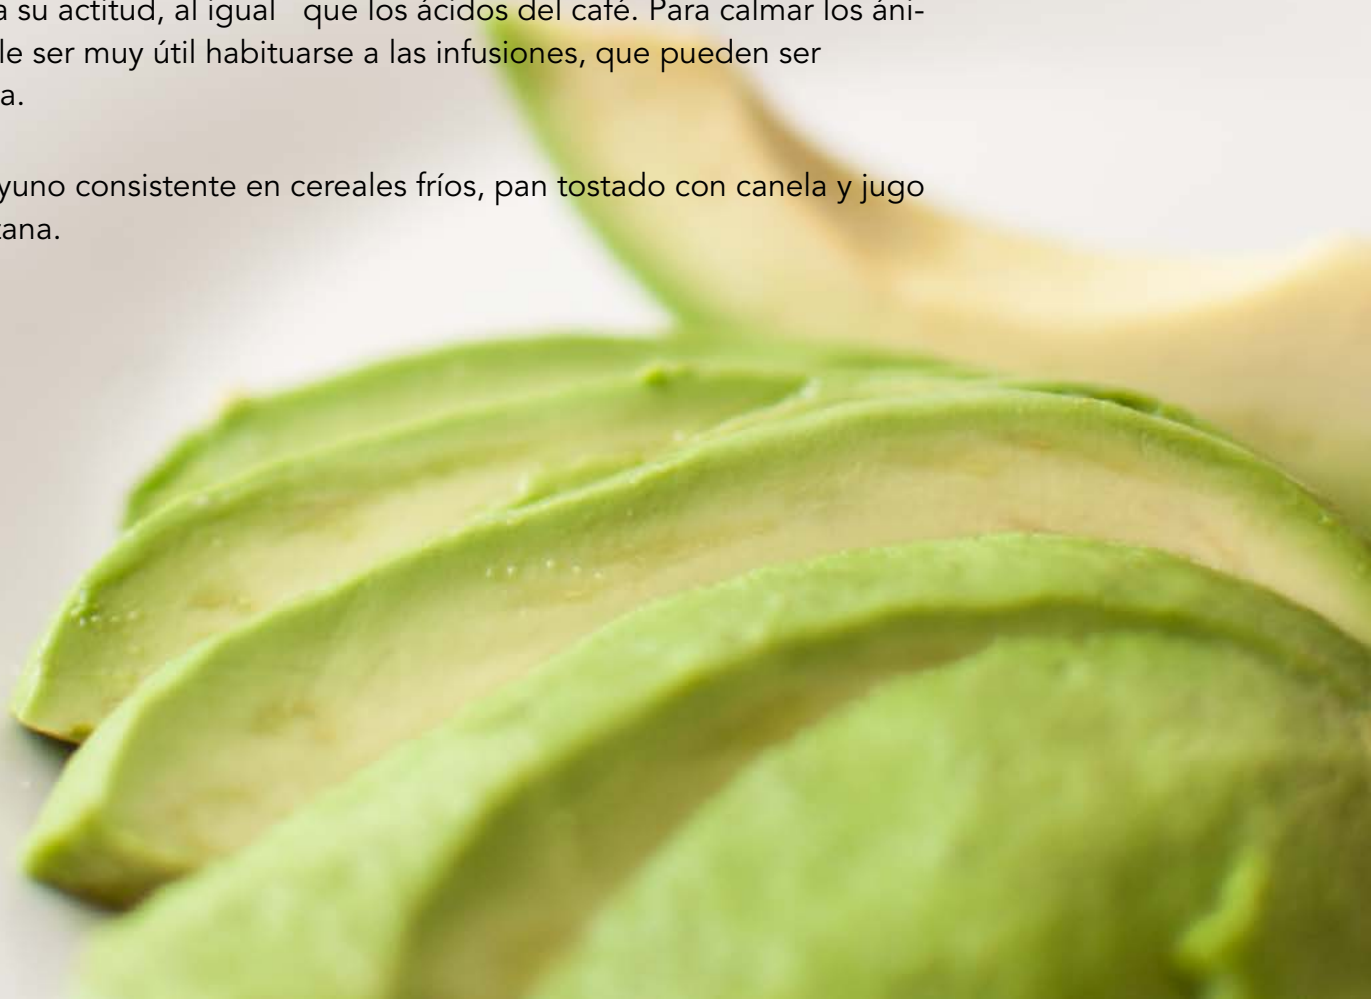 a su actitud, al igual que los ácidos del café. Para calmar los áni-
le ser muy útil habituarse a las infusiones, que pueden ser
a.
yuno consistente en cereales fríos, pan tostado con canela y jugo
ana.